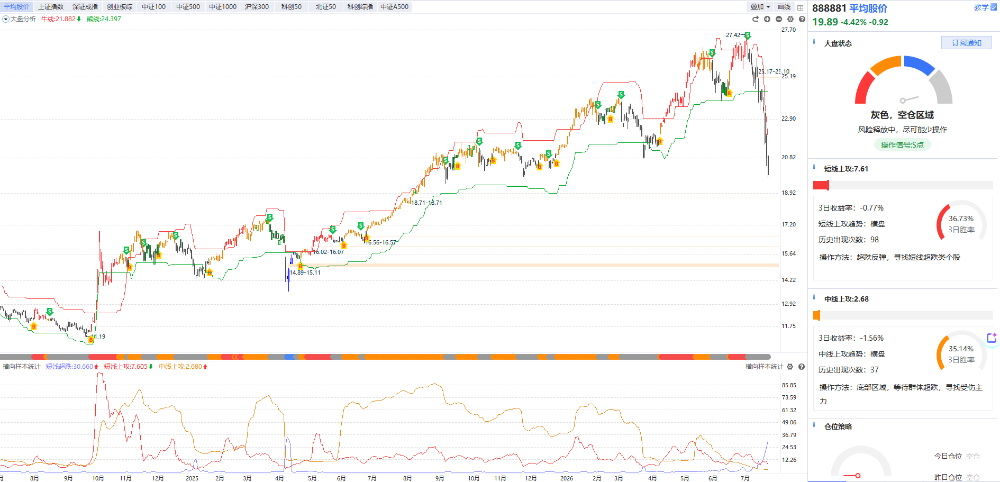 平均股价 上证指数 深证成指 创业板综 中证100 中证500 中证1000 沪深300 科创50 北证50 科创综指 中证A500 叠加 画线
大盘分析 牛线:21.882 熊线:24.397
27.70
27.42
25.17-25.10
25.19
22.90
20.82
18.92
18.71-18.71
17.20
16.56-16.57
16.02-16.07
15.64
14.89-15.11
14.22
12.92
11.75
11.19
S S S S S S S S S S S S S S S
B B B B B B B B B B B B B B B B
横向样本统计 短线超跌:30.660 短线上攻:7.605 中线上攻:2.680 横向样本统计
85.85
73.59
61.32
49.06
36.79
24.53
12.26
月 8月 9月 10月 11月 12月 2025 2月 3月 4月 5月 6月 7月 8月 9月 10月 11月 12月 2026 2月 3月 4月 5月 6月 7月
888881 平均股价 教学
19.89 -4.42% -0.92
大盘状态 订阅通知
灰色，空仓区域
风险释放中，尽可能少操作
操作信号:S点
短线上攻:7.61
3日收益率：-0.77%
短线上攻趋势：横盘
历史出现次数：98
36.73%
3日胜率
操作方法：超跌反弹，寻找短线超跌类个股
中线上攻:2.68
3日收益率：-1.56%
中线上攻趋势：横盘
历史出现次数：37
35.14%
3日胜率
操作方法：底部区域，等待群体超跌，寻找受伤主
力
仓位策略
今日仓位 空仓
昨日仓位 空仓